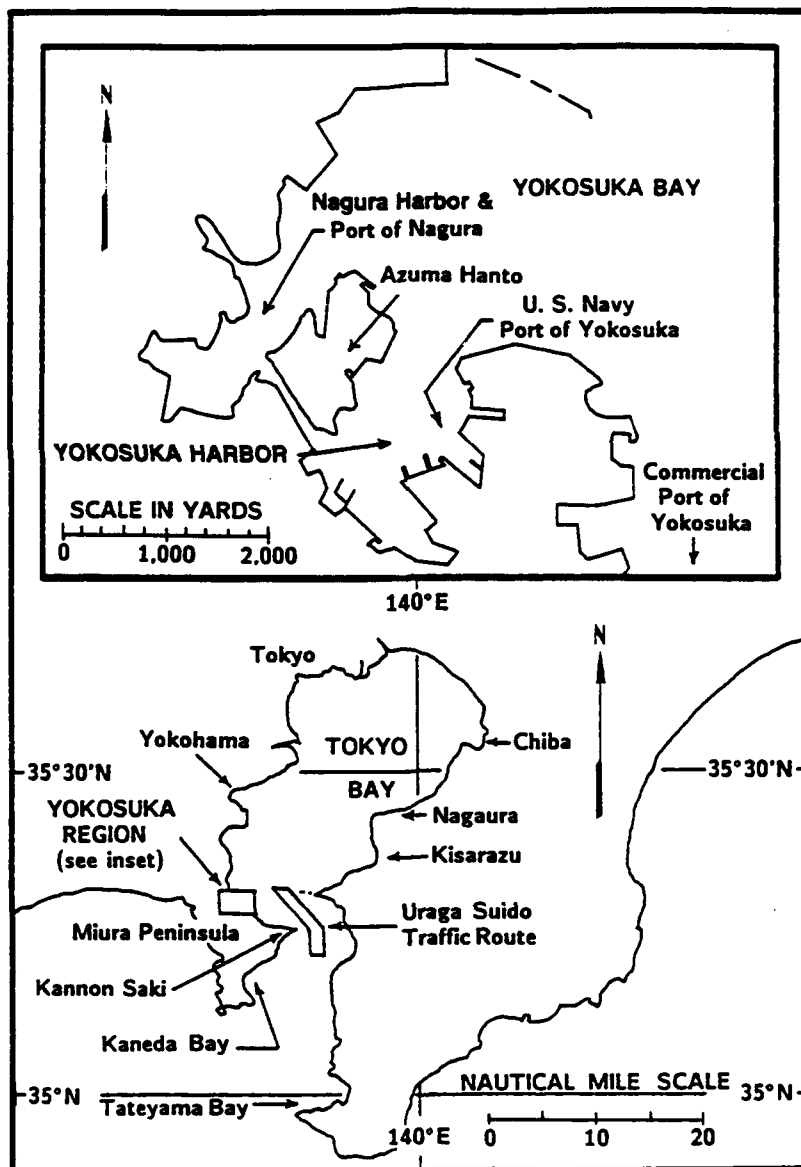 N
YOKOSUKA BAY
Nagura Harbor &
Port of Nagura
Azuma Hanto
U. S. Navy
Port of Yokosuka
YOKOSUKA HARBOR
Commercial
Port of
Yokosuka
SCALE IN YARDS
0 1,000 2,000
140°E
N
Tokyo
Yokohama
TOKYO
BAY
Chiba
35°30'N
35°30'N
YOKOSUKA
REGION
(see inset)
Nagaura
Kisarazu
Uraga Suido
Traffic Route
Miura Peninsula
Kannon Saki
Kaneda Bay
NAUTICAL MILE SCALE
35°N
35°N
Tateyama Bay
140°E
0 10 20